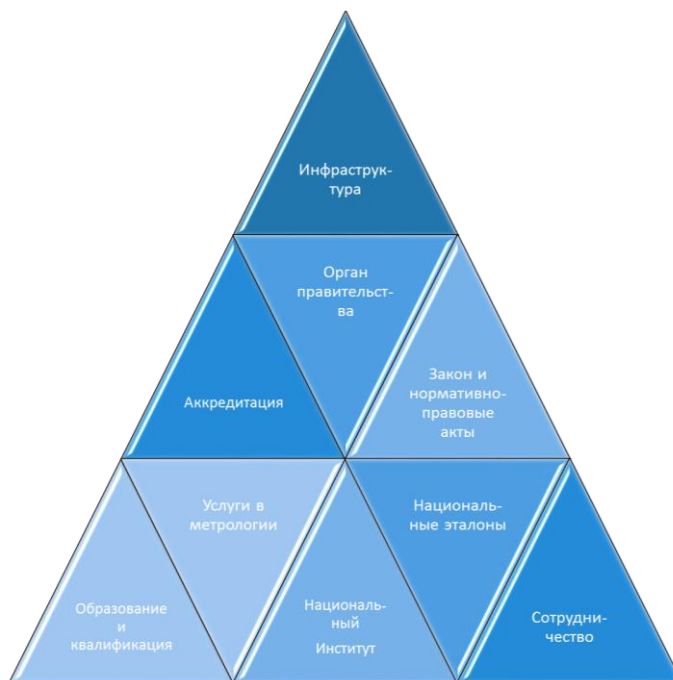 Инфраструк-
тура
Орган
правительст-
ва
Аккредитация
Закон и
нормативно-
правовые
акты
Услуги в
метрологии
Националь-
ные эталоны
Образование
и
квалификация
Националь-
ный
Институт
Сотрудни-
чество